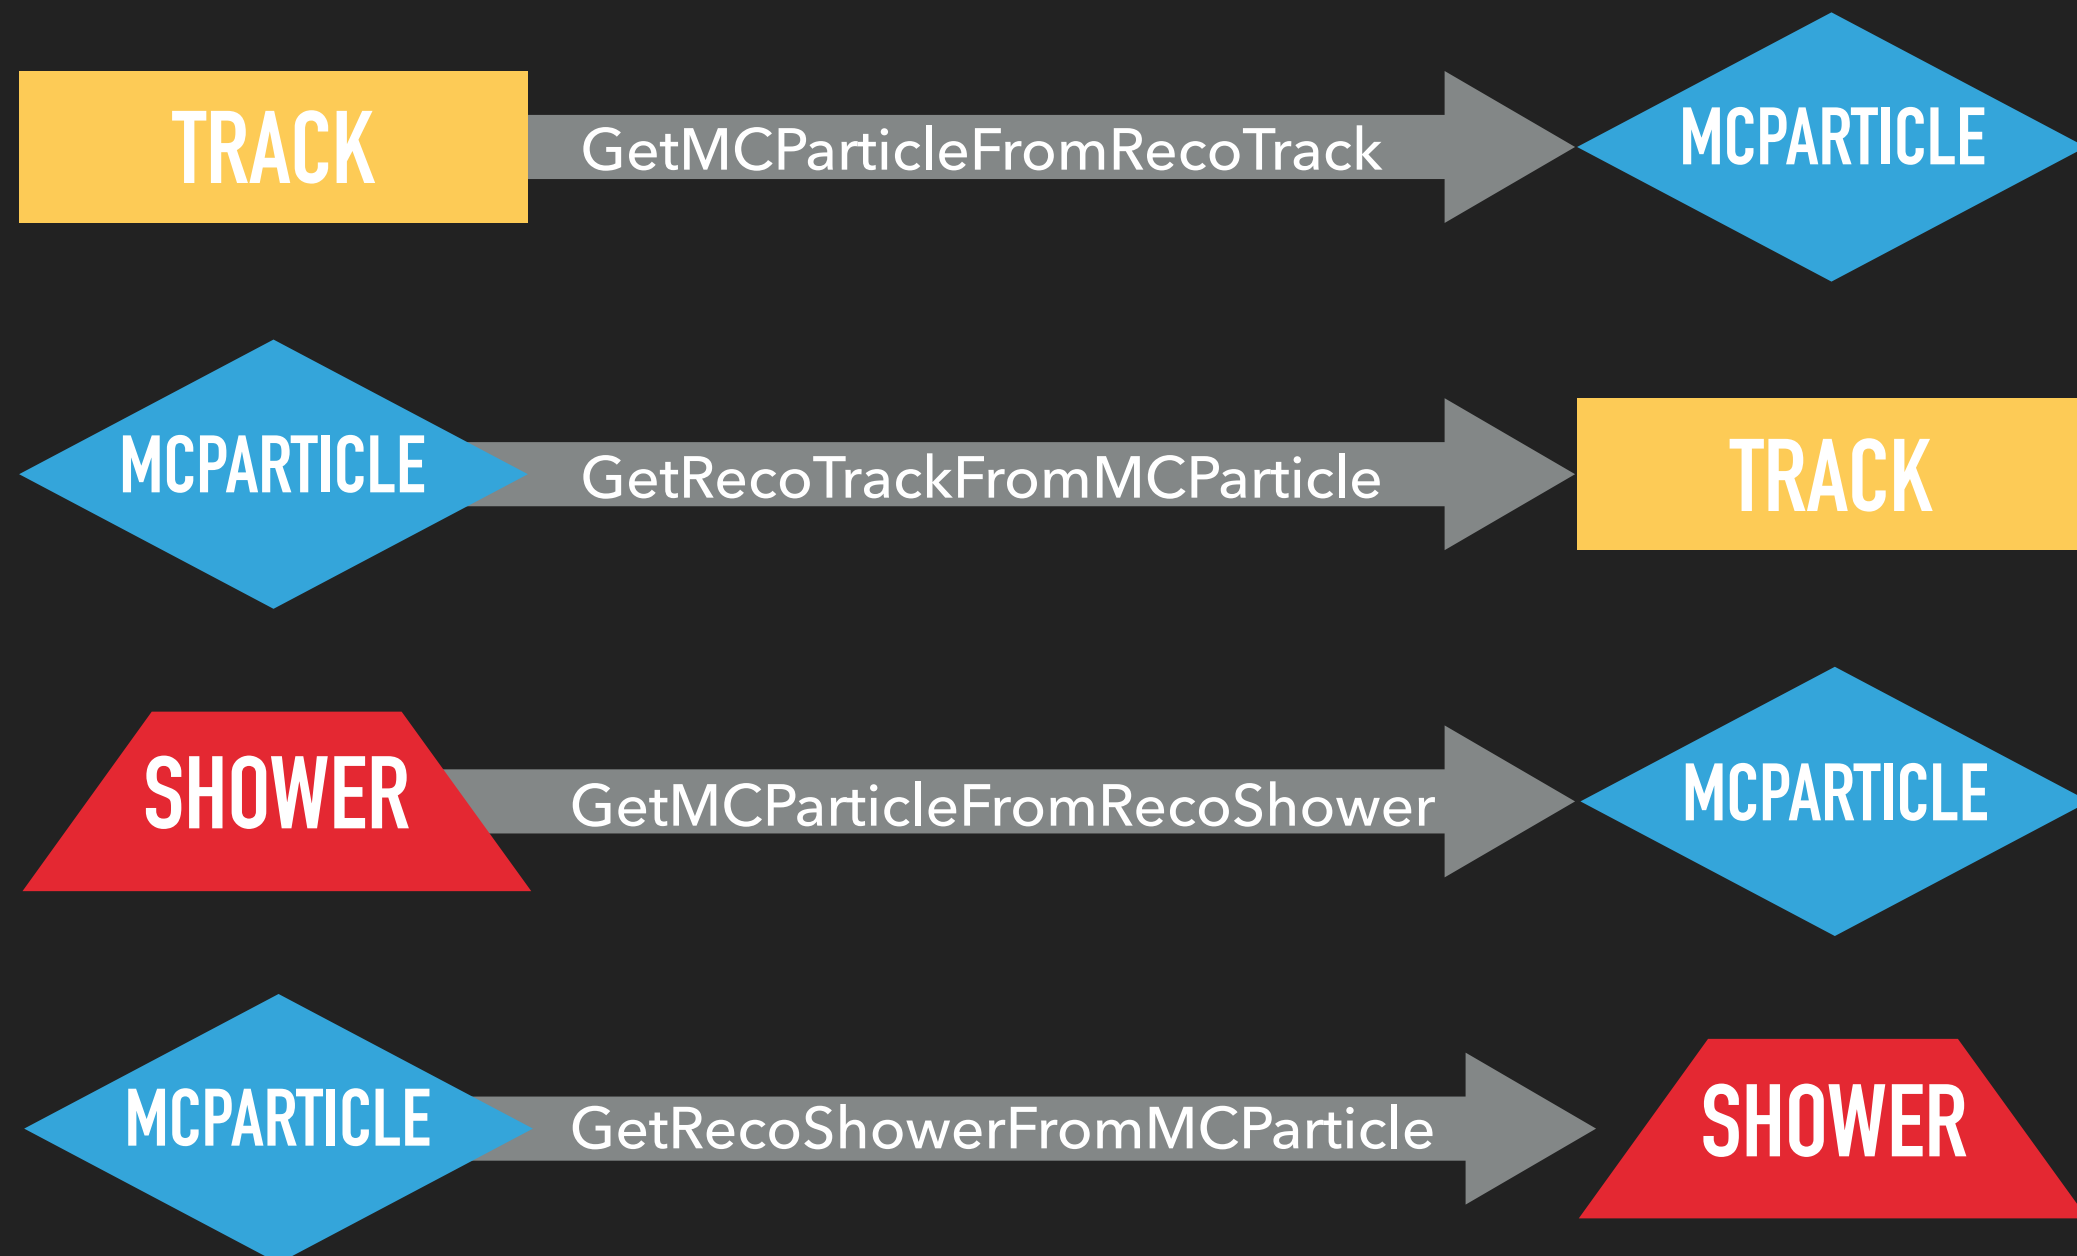 TRACK
GetMCParticleFromRecoTrack
MCPARTICLE
MCPARTICLE
GetRecoTrackFromMCParticle
TRACK
SHOWER
GetMCParticleFromRecoShower
MCPARTICLE
MCPARTICLE
GetRecoShowerFromMCParticle
SHOWER